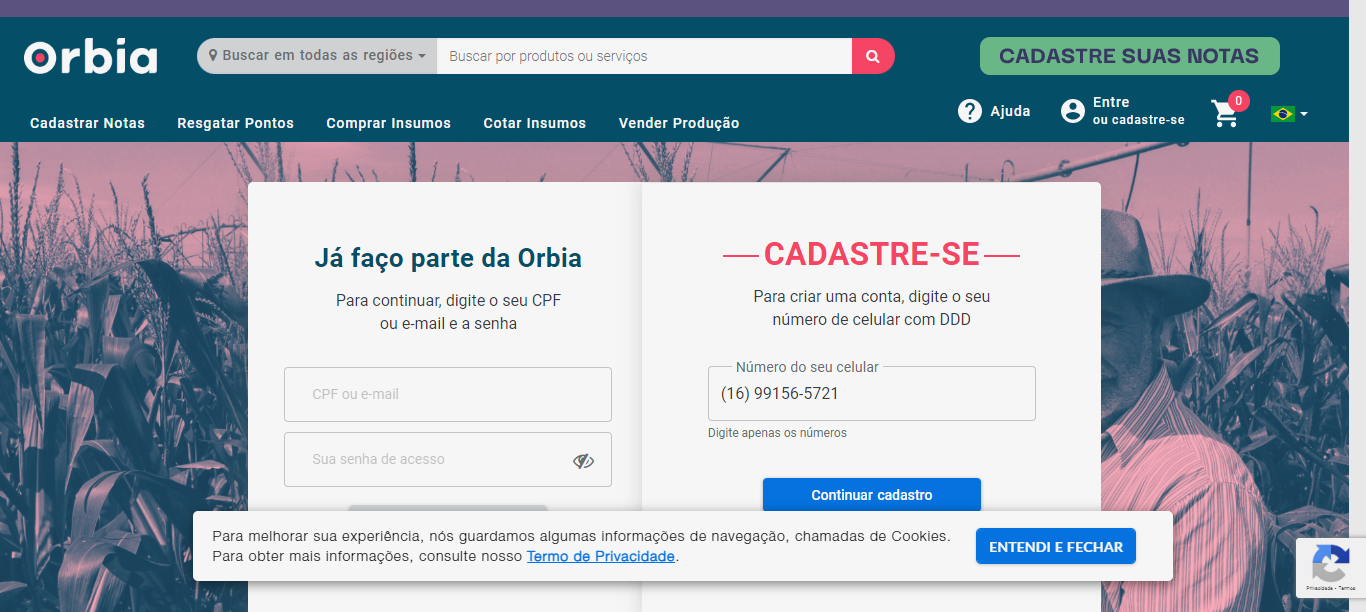 Orbia
Buscar em todas as regiões
Buscar por produtos ou serviços
CADASTRE SUAS NOTAS
Cadastrar Notas
Resgatar Pontos
Comprar Insumos
Cotar Insumos
Vender Produção
? Ajuda
Entre
ou cadastre-se
0
Já faço parte da Orbia
Para continuar, digite o seu CPF
ou e-mail e a senha
CPF ou e-mail
Sua senha de acesso
CADASTRE-SE
Para criar uma conta, digite o seu
número de celular com DDD
Número do seu celular
(16) 99156-5721
Digite apenas os números
Continuar cadastro
Para melhorar sua experiência, nós guardamos algumas informações de navegação, chamadas de Cookies.
Para obter mais informações, consulte nosso Termo de Privacidade.
ENTENDI E FECHAR
Privacidade - Termos